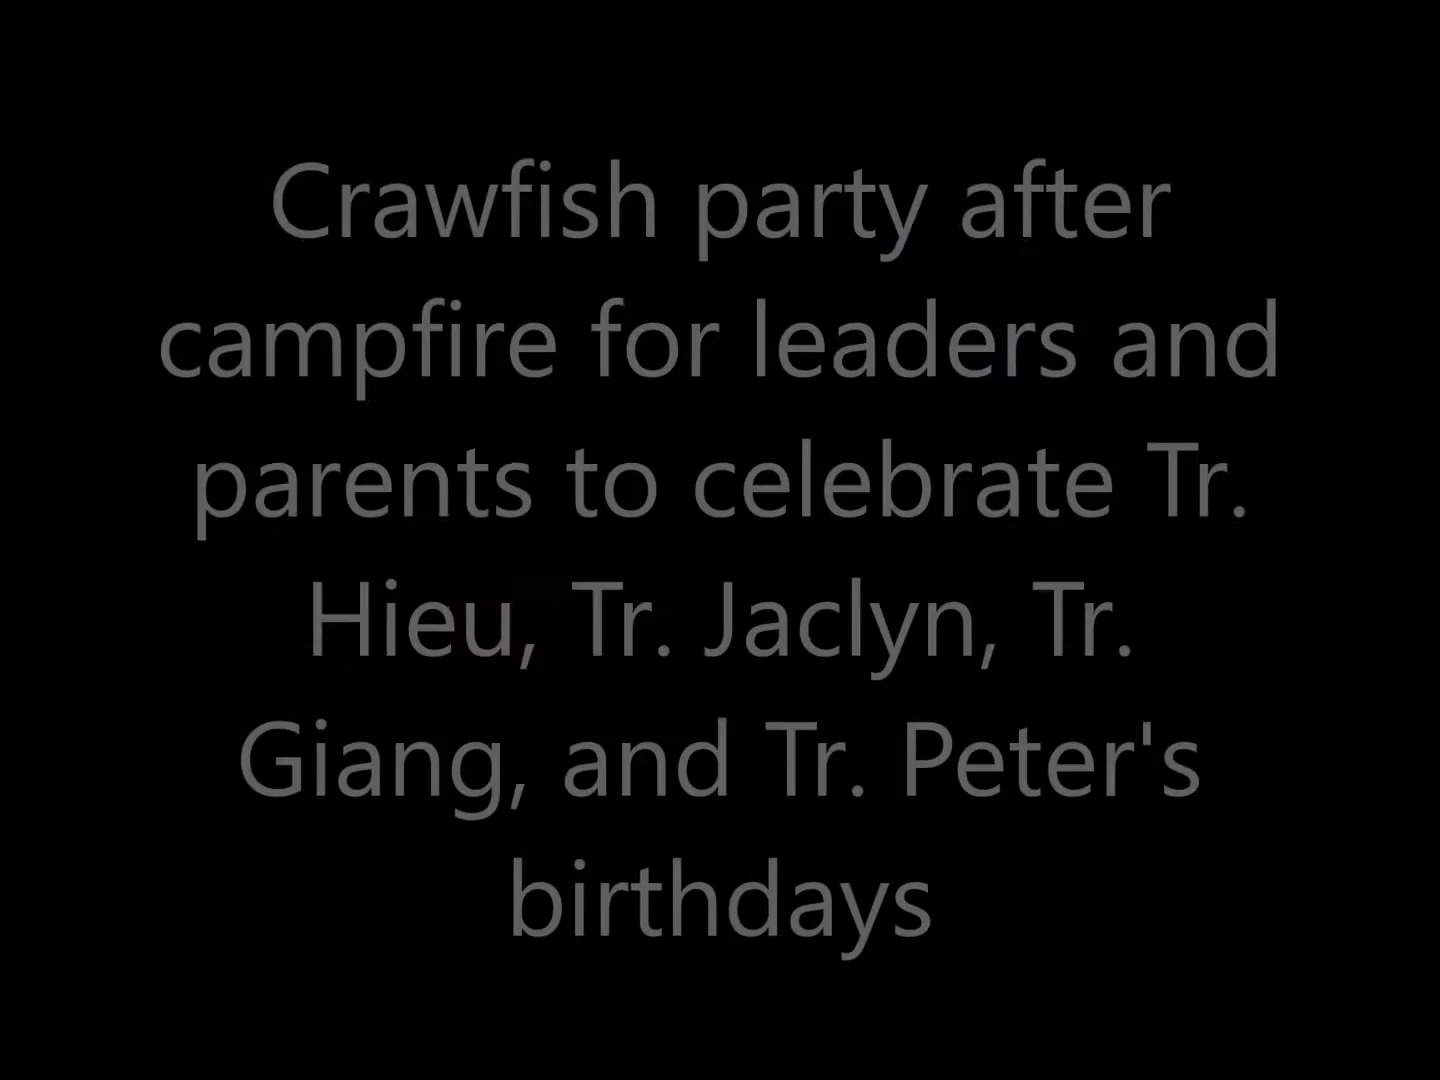 Crawfish party after
campfire for leaders and
parents to celebrate Tr.
Hieu, Tr. Jaclyn, Tr.
Giang, and Tr. Peter's
birthdays